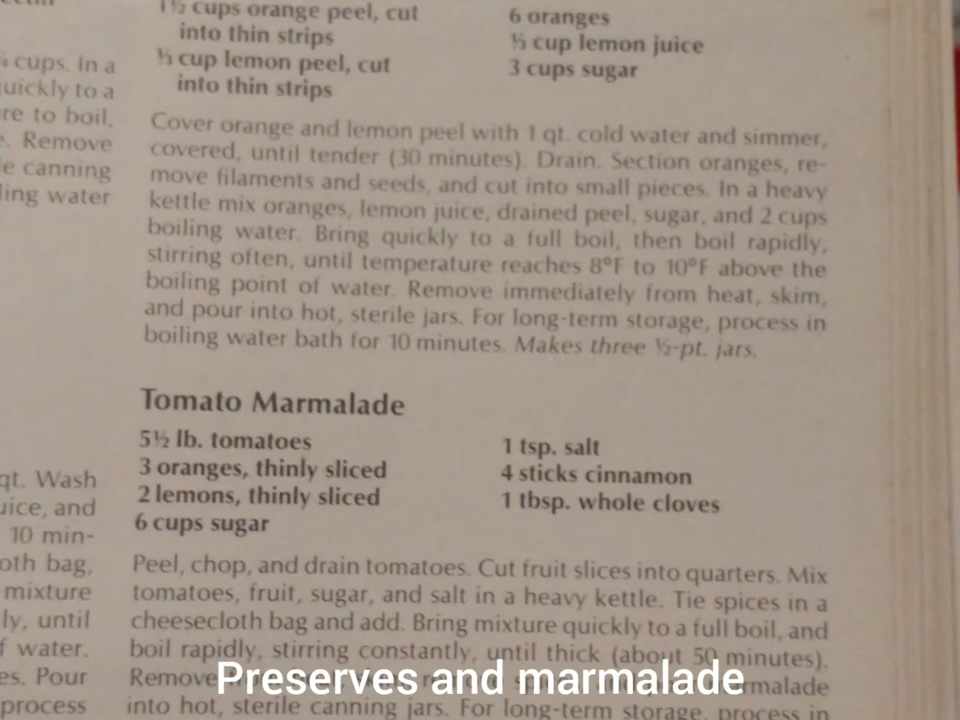 ¼ cups. In a
quickly to a
re to boil,
. Remove
le canning
ling water
qt. Wash
uice, and
10 min-
oth bag,
mixture
ly, until
f water.
es. Pour
process
1½ cups orange peel, cut
into thin strips
⅓ cup lemon peel, cut
into thin strips
6 oranges
⅓ cup lemon juice
3 cups sugar
Cover orange and lemon peel with 1 qt. cold water and simmer,
covered, until tender (30 minutes). Drain. Section oranges, re-
move filaments and seeds, and cut into small pieces. In a heavy
kettle mix oranges, lemon juice, drained peel, sugar, and 2 cups
boiling water. Bring quickly to a full boil, then boil rapidly,
stirring often, until temperature reaches 8°F to 10°F above the
boiling point of water. Remove immediately from heat, skim,
and pour into hot, sterile jars. For long-term storage, process in
boiling water bath for 10 minutes. Makes three ½-pt. jars.
Tomato Marmalade
5½ lb. tomatoes
3 oranges, thinly sliced
2 lemons, thinly sliced
6 cups sugar
1 tsp. salt
4 sticks cinnamon
1 tbsp. whole cloves
Peel, chop, and drain tomatoes. Cut fruit slices into quarters. Mix
tomatoes, fruit, sugar, and salt in a heavy kettle. Tie spices in a
cheesecloth bag and add. Bring mixture quickly to a full boil, and
boil rapidly, stirring constantly, until thick (about 50 minutes).
Remove marmalade
into hot, sterile canning jars. For long-term storage, process in
Preserves and marmalade